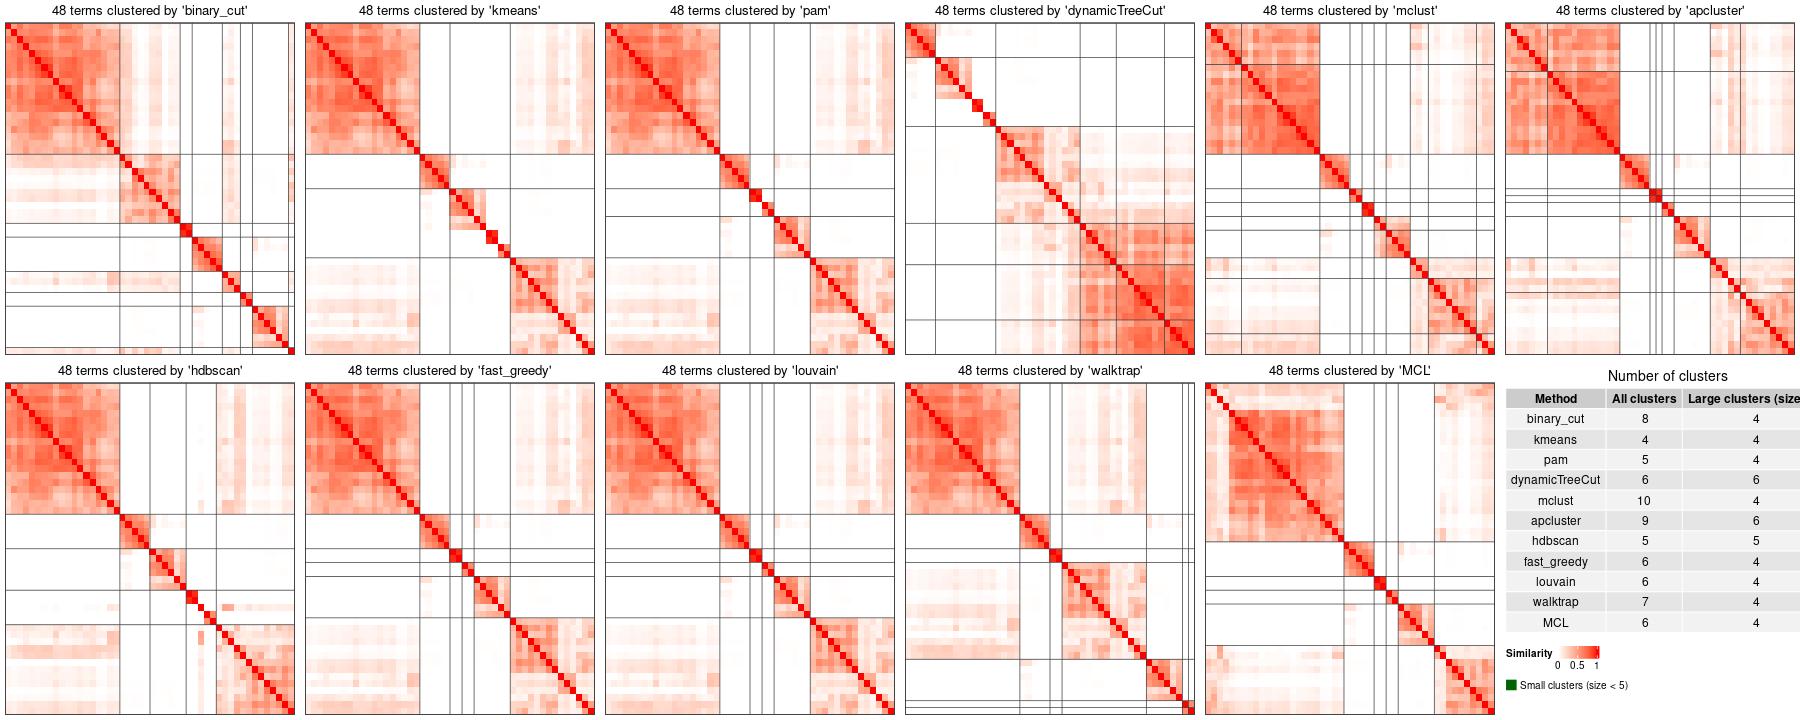 48 terms clustered by 'binary_cut'
48 terms clustered by 'kmeans'
48 terms clustered by 'pam'
48 terms clustered by 'dynamicTreeCut'
48 terms clustered by 'mclust'
48 terms clustered by 'apcluster'
48 terms clustered by 'hdbscan'
48 terms clustered by 'fast_greedy'
48 terms clustered by 'louvain'
48 terms clustered by 'walktrap'
48 terms clustered by 'MCL'
Number of clusters
Method All clusters Large clusters (size
binary_cut 8 4
kmeans 4 4
pam 5 4
dynamicTreeCut 6 6
mclust 10 4
apcluster 9 6
hdbscan 5 5
fast_greedy 6 4
louvain 6 4
walktrap 7 4
MCL 6 4
Similarity
0 0.5 1
Small clusters (size < 5)